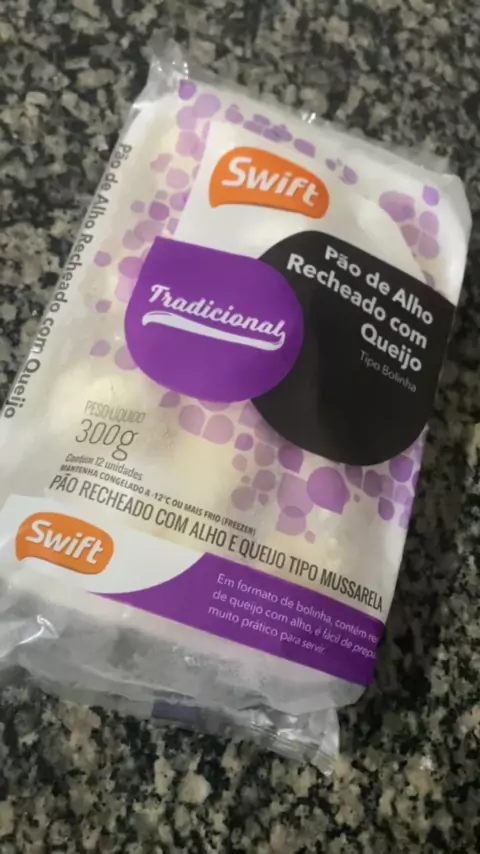 Swift
Pão de Alho
Recheado com
Queijo
Tipo Bolinha
Tradicional
Pão de Alho Recheado com Queijo
PESO LÍQUIDO
300g
Contém 12 unidades
MANTENHA CONGELADO A -12°C OU MAIS FRIO (FREEZER)
PÃO RECHEADO COM ALHO E QUEIJO TIPO MUSSARELA
Swift
Em formato de bolinha, contém
de queijo com alho, é fácil de
muito prático para servir.